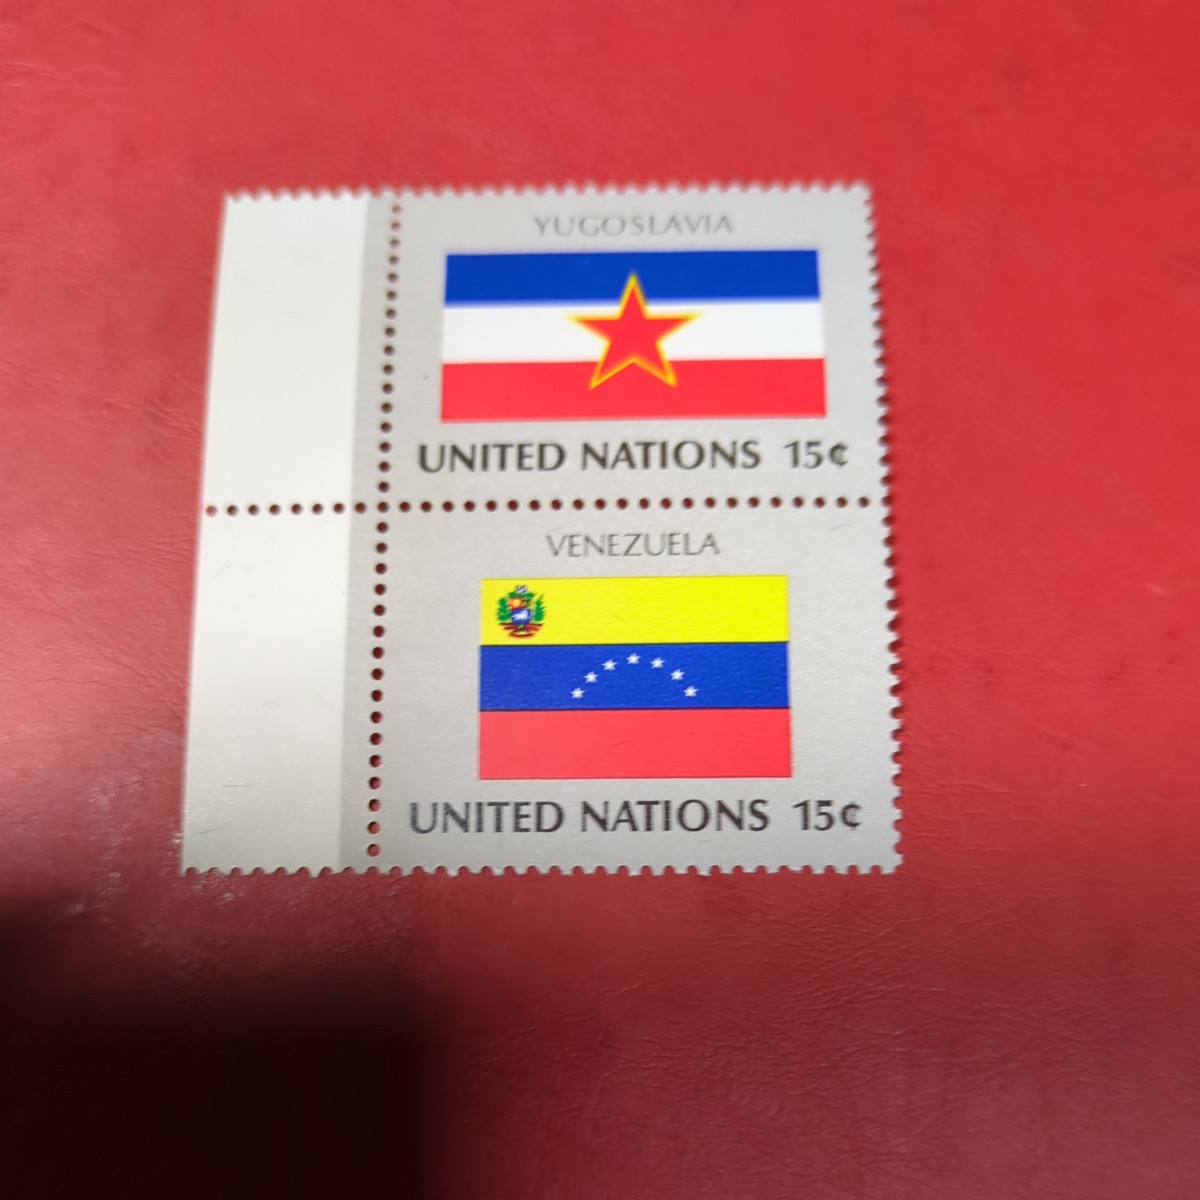 YUGOSLAVIA
UNITED NATIONS 15¢
VENEZUELA
UNITED NATIONS 15¢